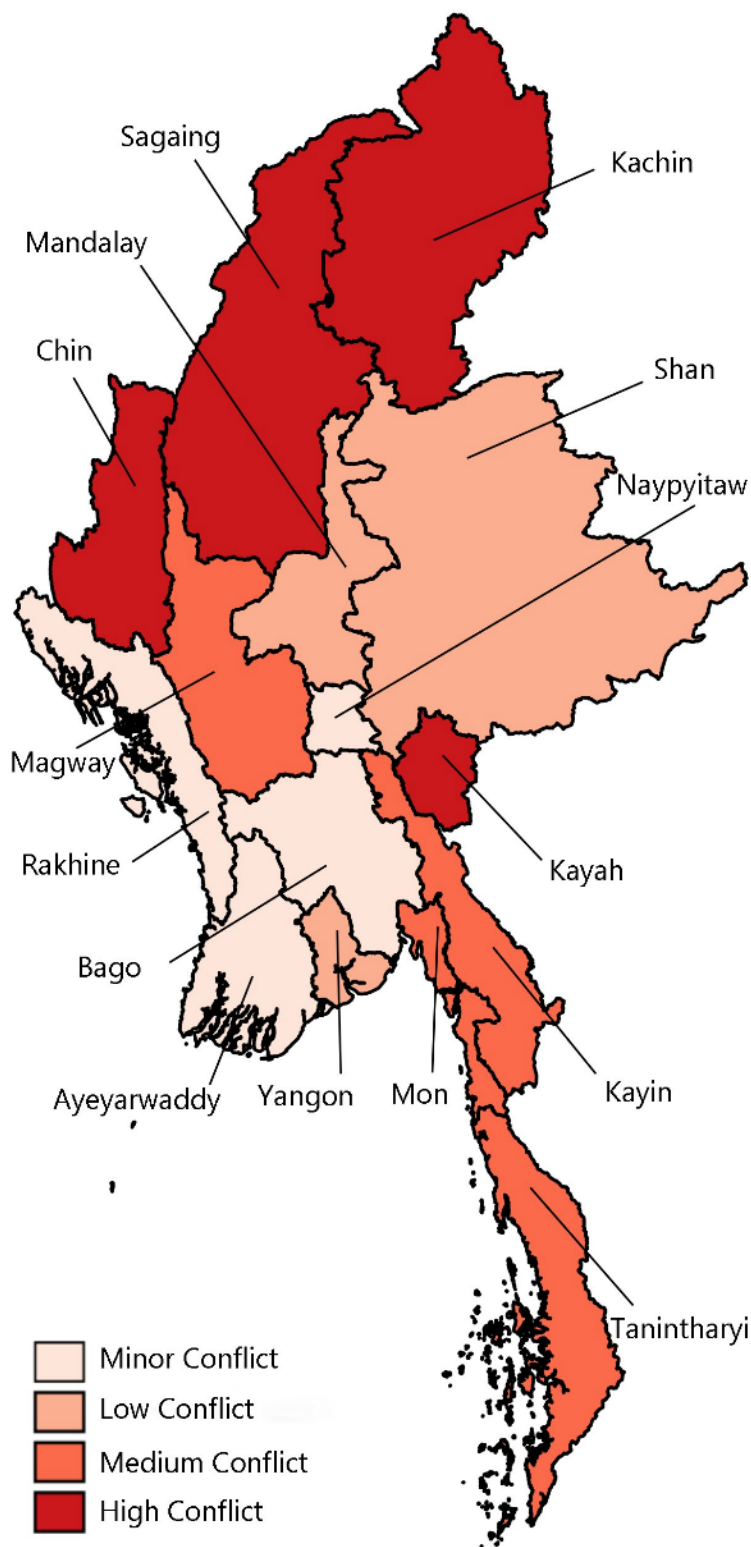 Sagaing
Kachin
Mandalay
Chin
Shan
Naypyitaw
Magway
Rakhine
Kayah
Bago
Ayeyarwaddy
Yangon
Mon
Kayin
Tanintharyi
Minor Conflict
Low Conflict
Medium Conflict
High Conflict